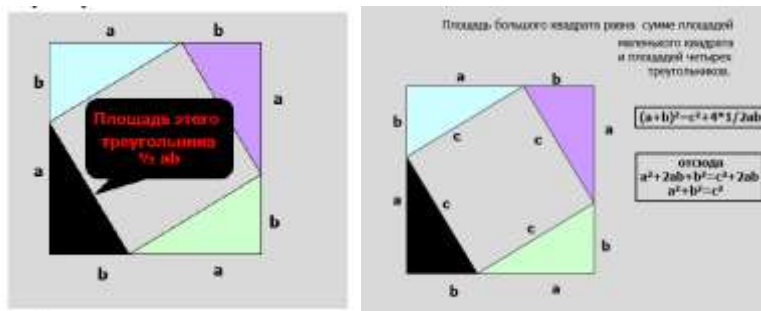 a b
b
a
Площадь этого
треугольника
½ ab
a
b
b a
Площадь большого квадрата равна сумме площадей
маленького квадрата
и площадей четырех
треугольников.
a b
b
a
c c
c
c
a
b
b a
(a+b)²=c²+4*1/2ab
отсюда
a²+2ab+b²=c²+2ab
a²+b²=c²